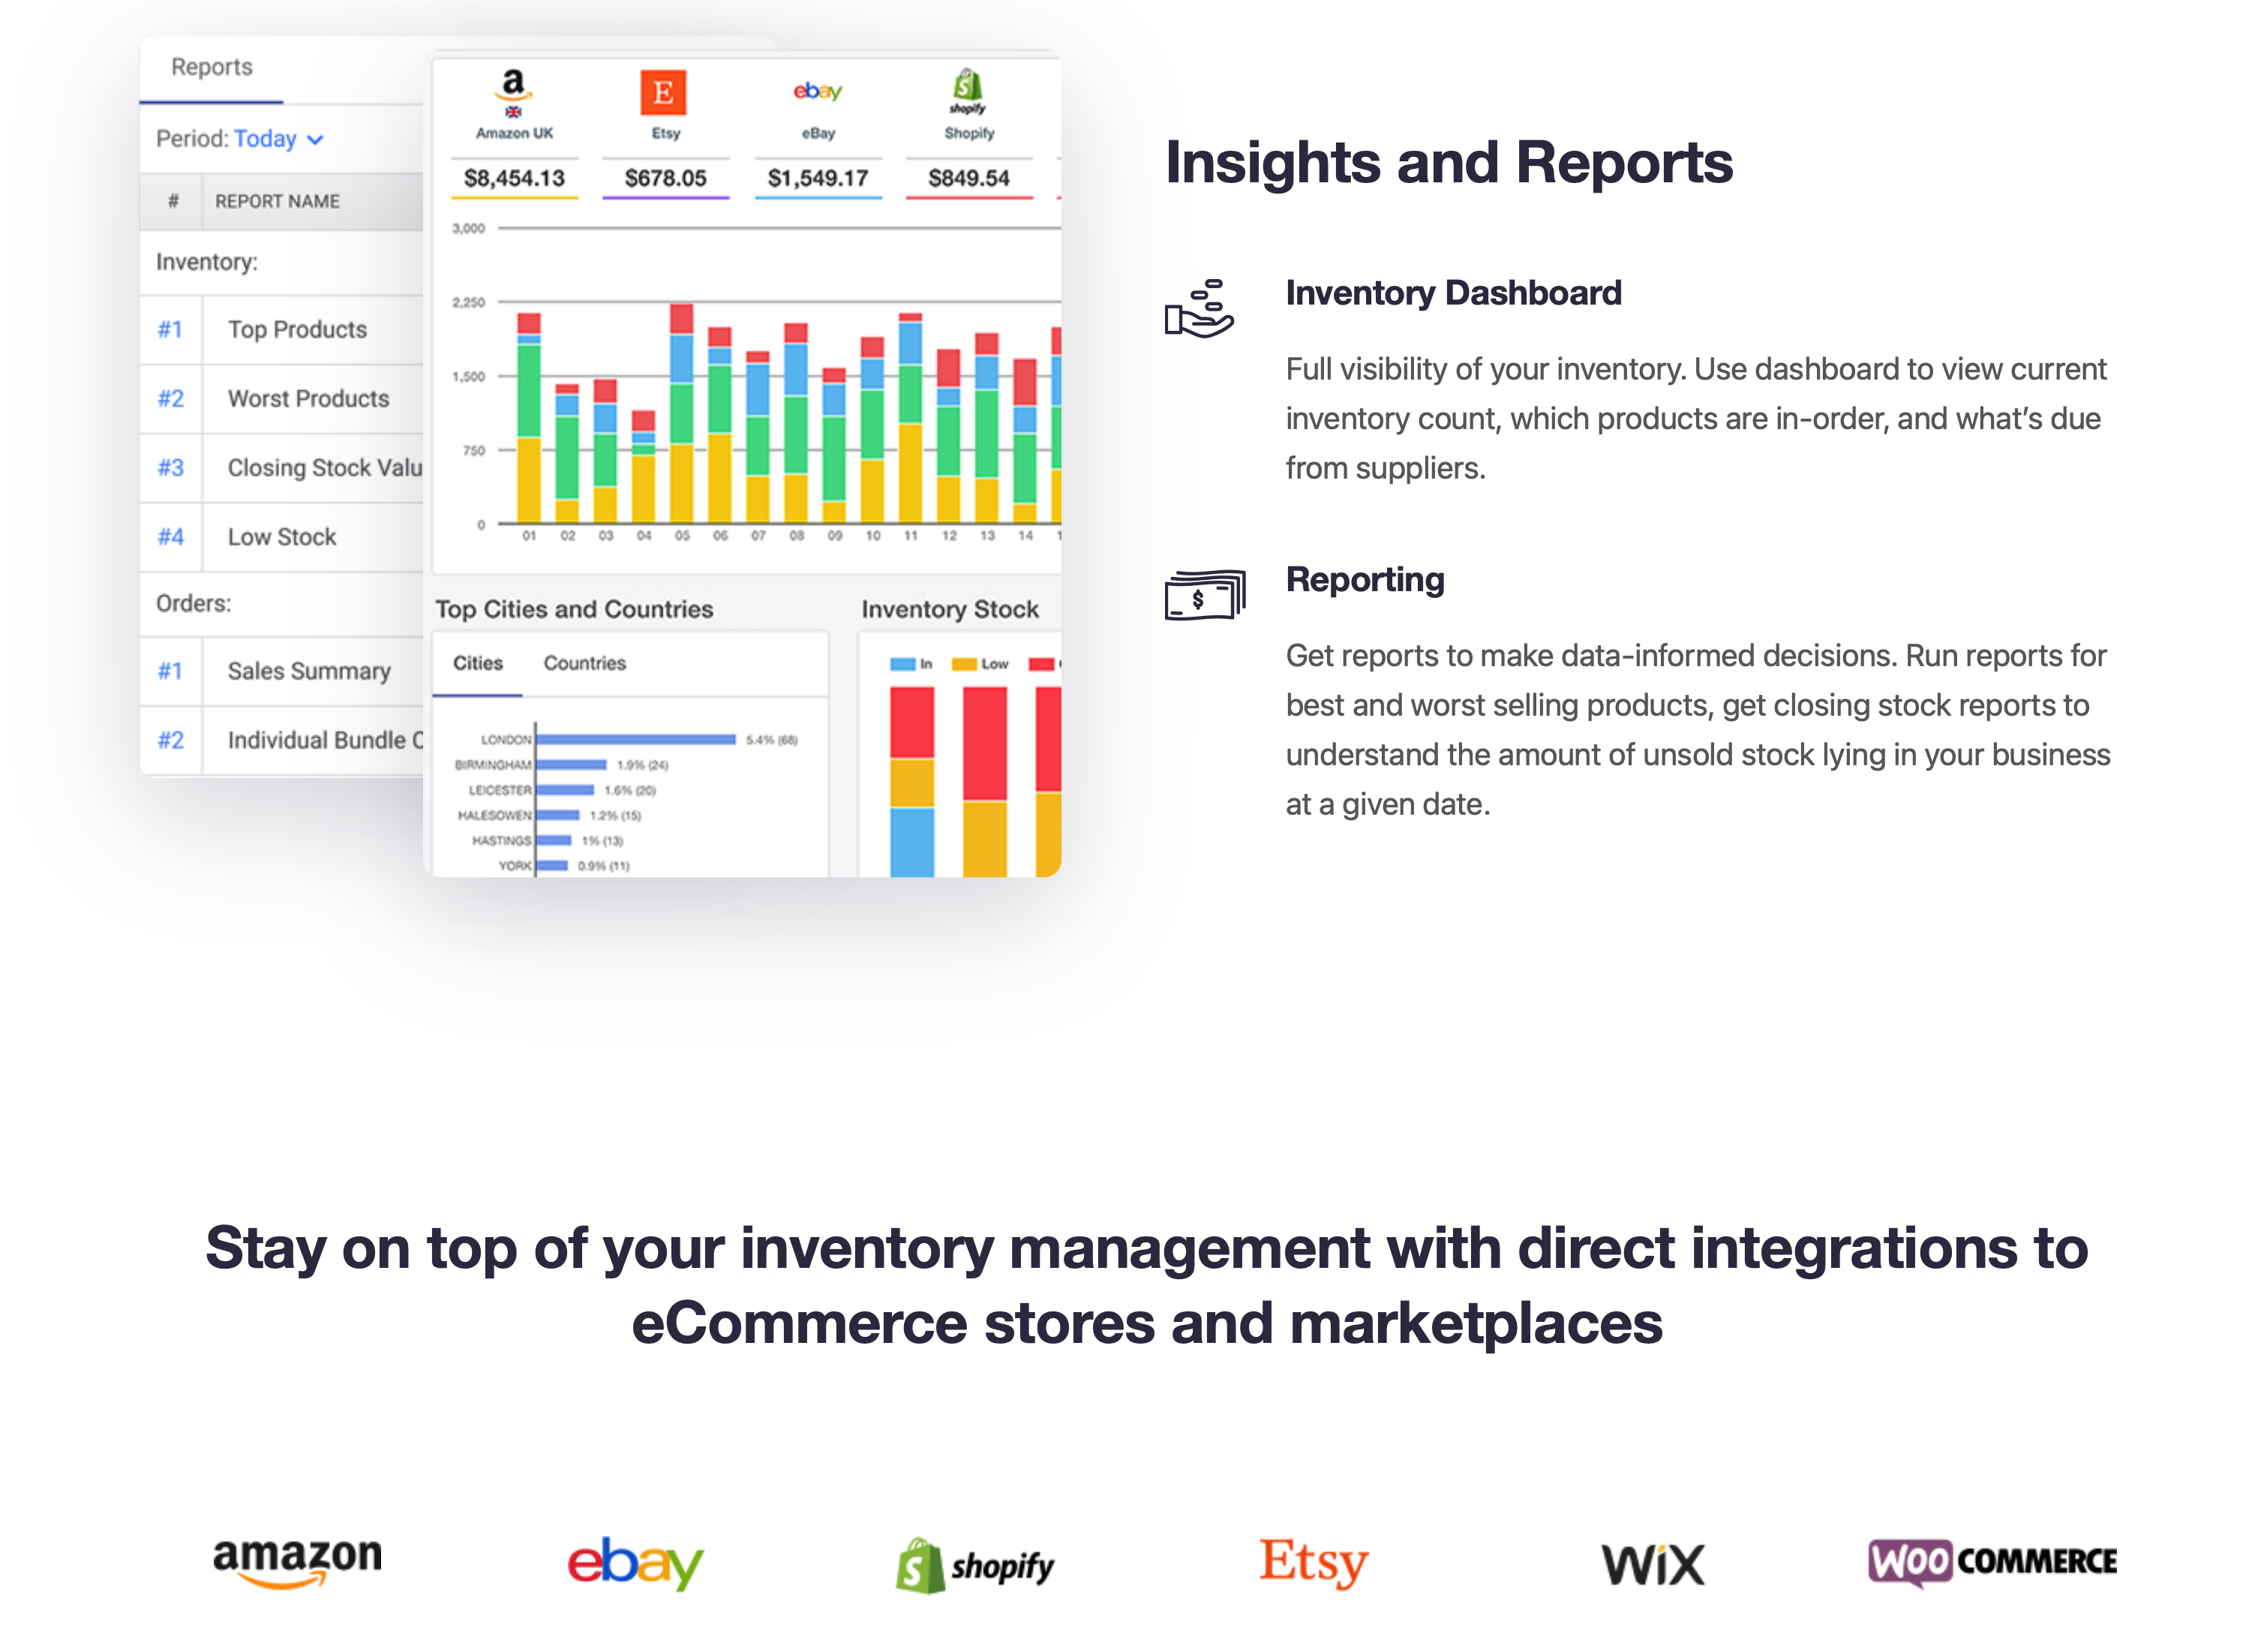 Reports
Period: Today
# REPORT NAME
Inventory:
#1 Top Products
#2 Worst Products
#3 Closing Stock Valu
#4 Low Stock
Orders:
#1 Sales Summary
#2 Individual Bundle
a
Amazon UK
$8,454.13
E
Etsy
$678.05
ebay
eBay
$1,549.17
shopify
Shopify
$849.54
3,000
2,250
1,500
750
0
01 02 03 04 05 06 07 08 09 10 11 12 13 14
Top Cities and Countries
Cities Countries
LONDON 5.4% (68)
BIRMINGHAM 1.9% (24)
LEICESTER 1.6% (20)
HALESOWEN 1.2% (15)
HASTINGS 1% (13)
YORK 0.9% (11)
Inventory Stock
In Low
Insights and Reports
Inventory Dashboard
Full visibility of your inventory. Use dashboard to view current
inventory count, which products are in-order, and what’s due
from suppliers.
Reporting
Get reports to make data-informed decisions. Run reports for
best and worst selling products, get closing stock reports to
understand the amount of unsold stock lying in your business
at a given date.
Stay on top of your inventory management with direct integrations to
eCommerce stores and marketplaces
amazon
ebay
shopify
Etsy
WiX
WOO COMMERCE